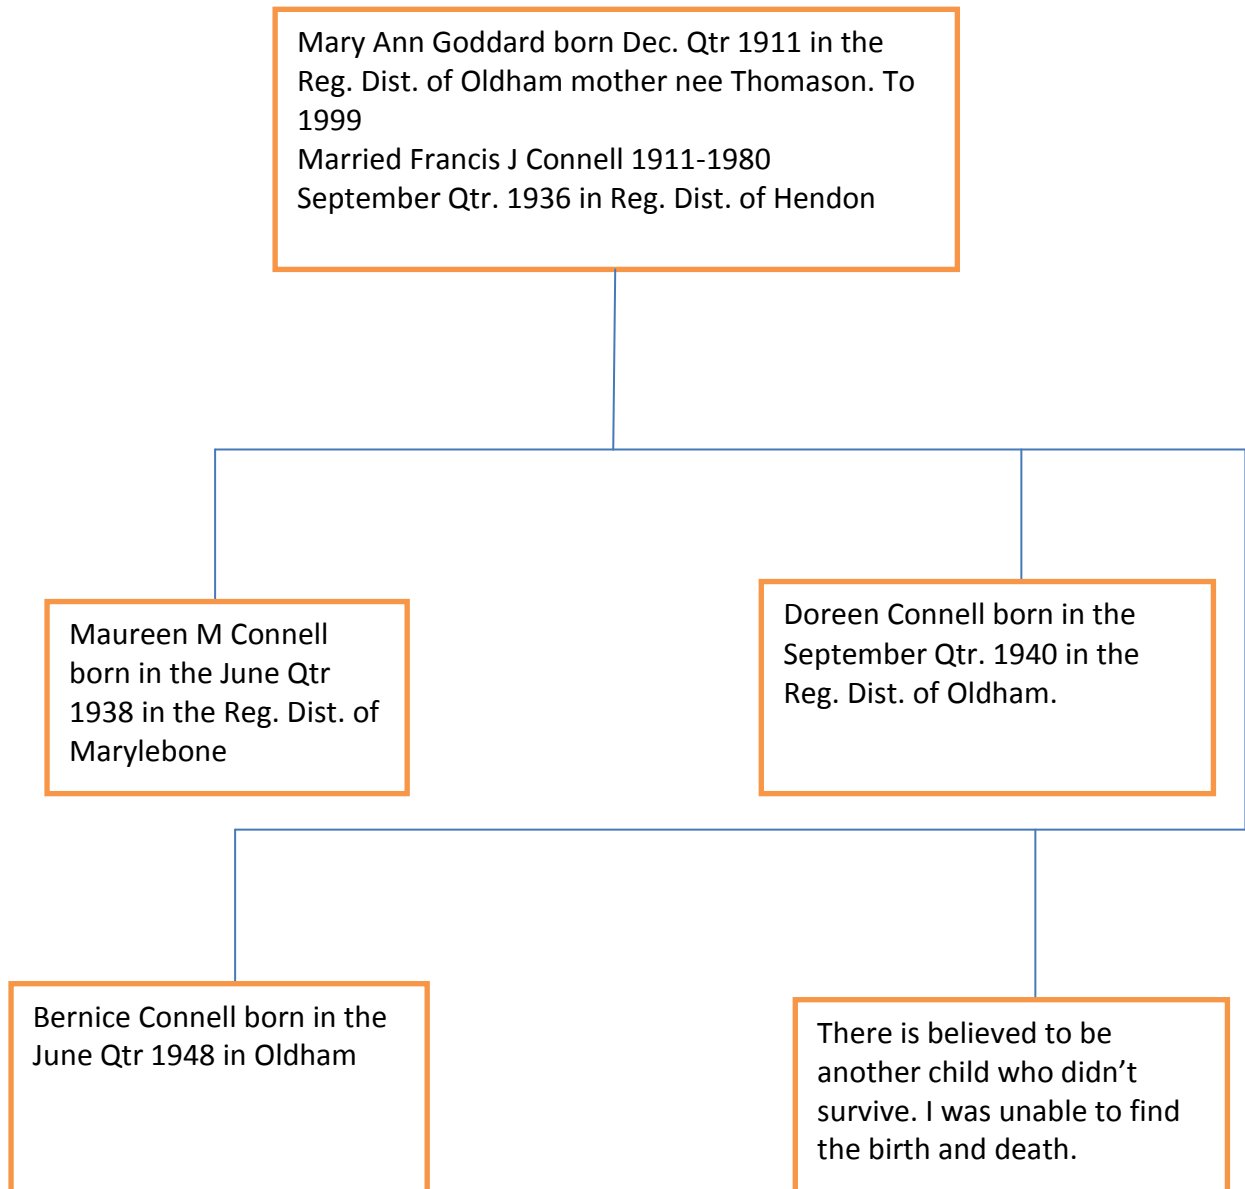 Mary Ann Goddard born Dec. Qtr 1911 in the
Reg. Dist. of Oldham mother nee Thomason. To
1999
Married Francis J Connell 1911-1980
September Qtr. 1936 in Reg. Dist. of Hendon
Maureen M Connell
born in the June Qtr
1938 in the Reg. Dist. of
Marylebone
Doreen Connell born in the
September Qtr. 1940 in the
Reg. Dist. of Oldham.
Bernice Connell born in the
June Qtr 1948 in Oldham
There is believed to be
another child who didn’t
survive. I was unable to find
the birth and death.